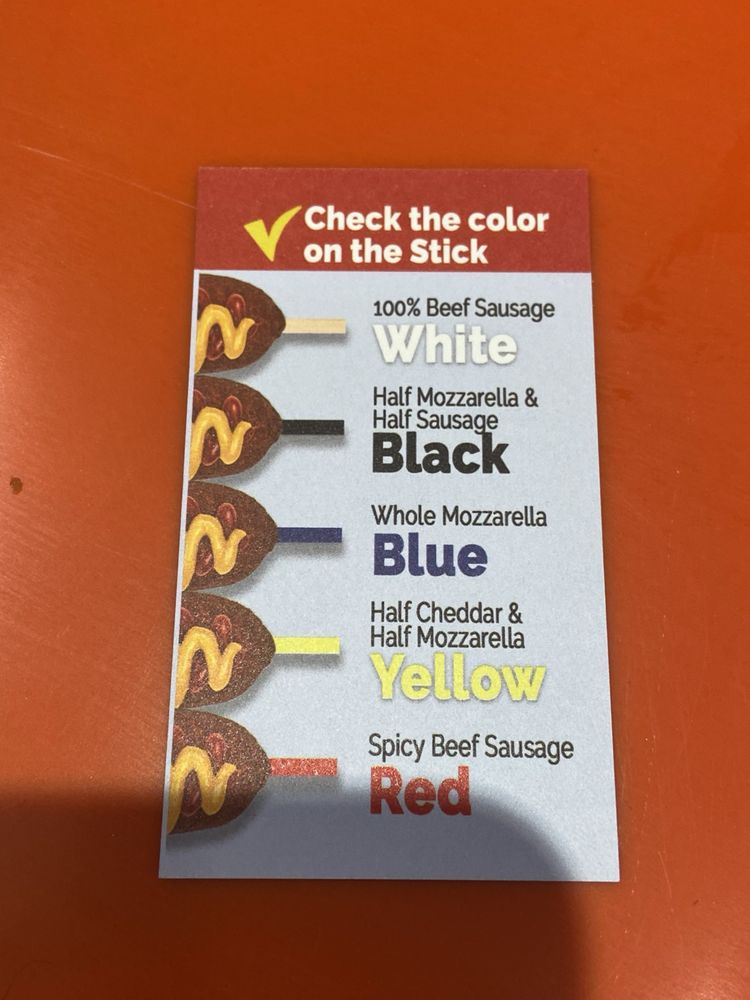 Check the color
on the Stick
100% Beef Sausage
White
Half Mozzarella &
Half Sausage
Black
Whole Mozzarella
Blue
Half Cheddar &
Half Mozzarella
Yellow
Spicy Beef Sausage
Red